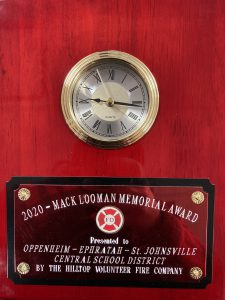 2020 – MACK LOOMAN MEMORIAL AWARD
Presented to
OPPENHEIM – EPHRATAH – ST. JOHNSVILLE
CENTRAL SCHOOL DISTRICT
BY THE HILLTOP VOLUNTEER FIRE COMPANY